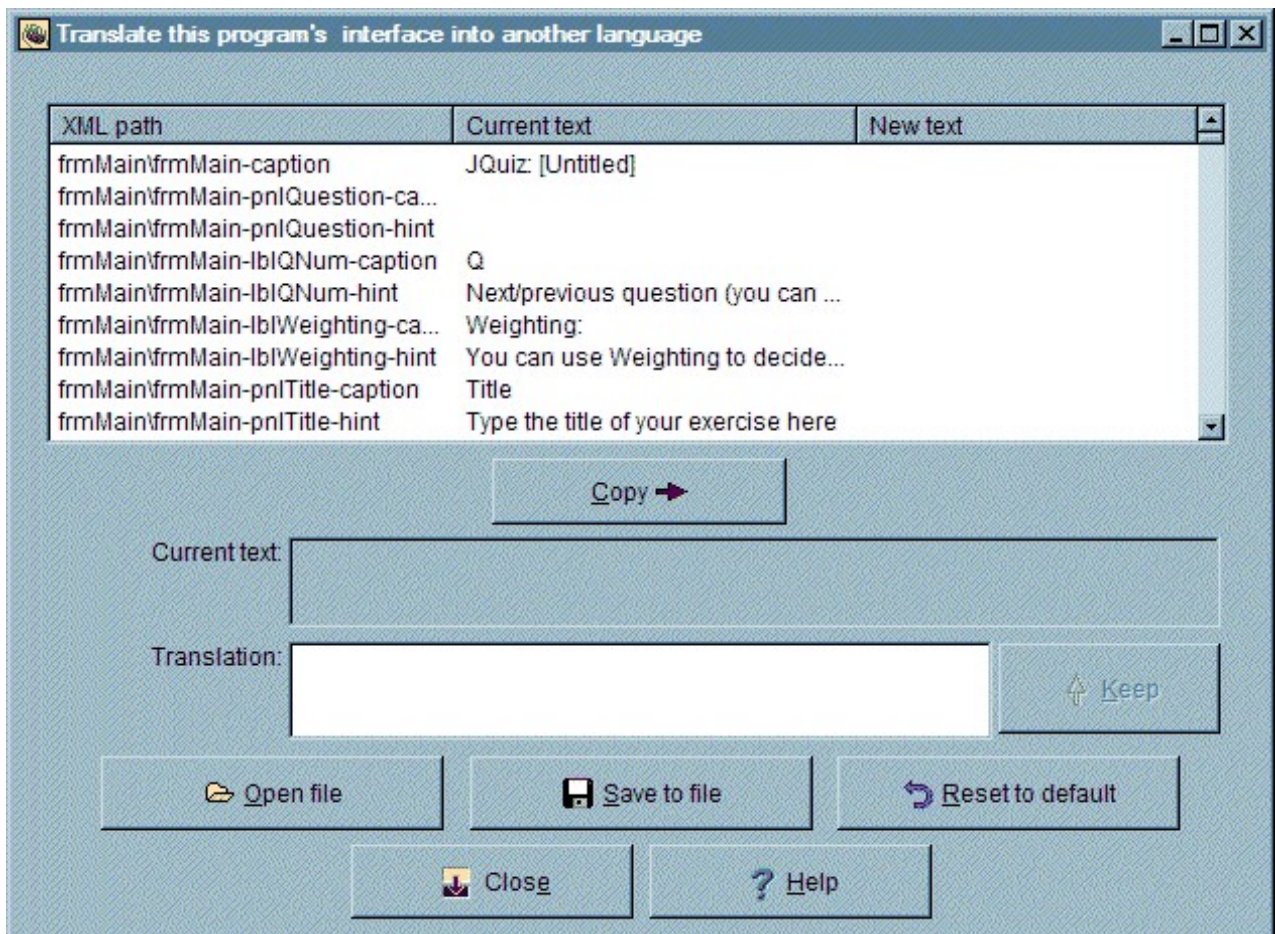 Translate this program's  interface into another language
XML path Current text New text
frmMain\frmMain-caption JQuiz: [Untitled]
frmMain\frmMain-pnlQuestion-ca...
frmMain\frmMain-pnlQuestion-hint
frmMain\frmMain-lblQNum-caption Q
frmMain\frmMain-lblQNum-hint Next/previous question (you can ...
frmMain\frmMain-lblWeighting-ca... Weighting:
frmMain\frmMain-lblWeighting-hint You can use Weighting to decide...
frmMain\frmMain-pnlTitle-caption Title
frmMain\frmMain-pnlTitle-hint Type the title of your exercise here
Copy
Current text:
Translation:
Keep
Open file Save to file Reset to default
Close Help